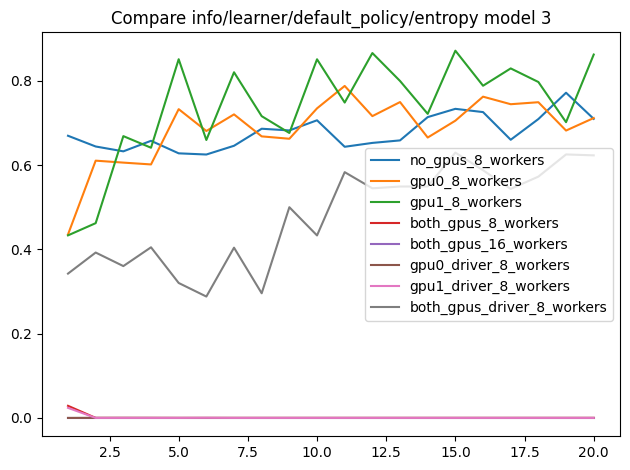 Compare info/learner/default_policy/entropy model 3
0.8
0.6
0.4
0.2
0.0
no_gpus_8_workers
gpu0_8_workers
gpu1_8_workers
both_gpus_8_workers
both_gpus_16_workers
gpu0_driver_8_workers
gpu1_driver_8_workers
both_gpus_driver_8_workers
2.5 5.0 7.5 10.0 12.5 15.0 17.5 20.0